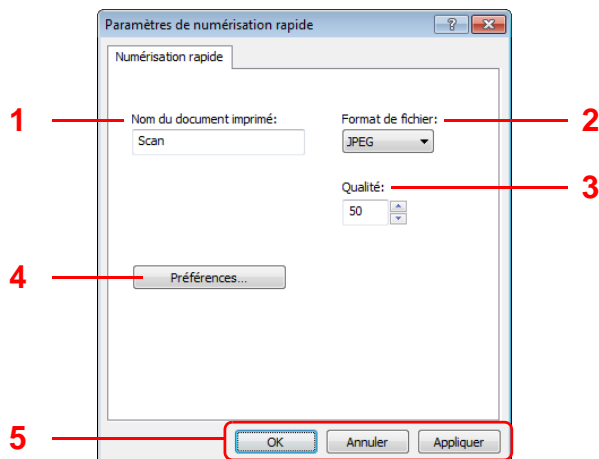 Paramètres de numérisation rapide
Numérisation rapide
1 Nom du document imprimé: Format de fichier: 2
Scan JPEG
Qualité: 3
50
4 Préférences...
5 OK Annuler Appliquer